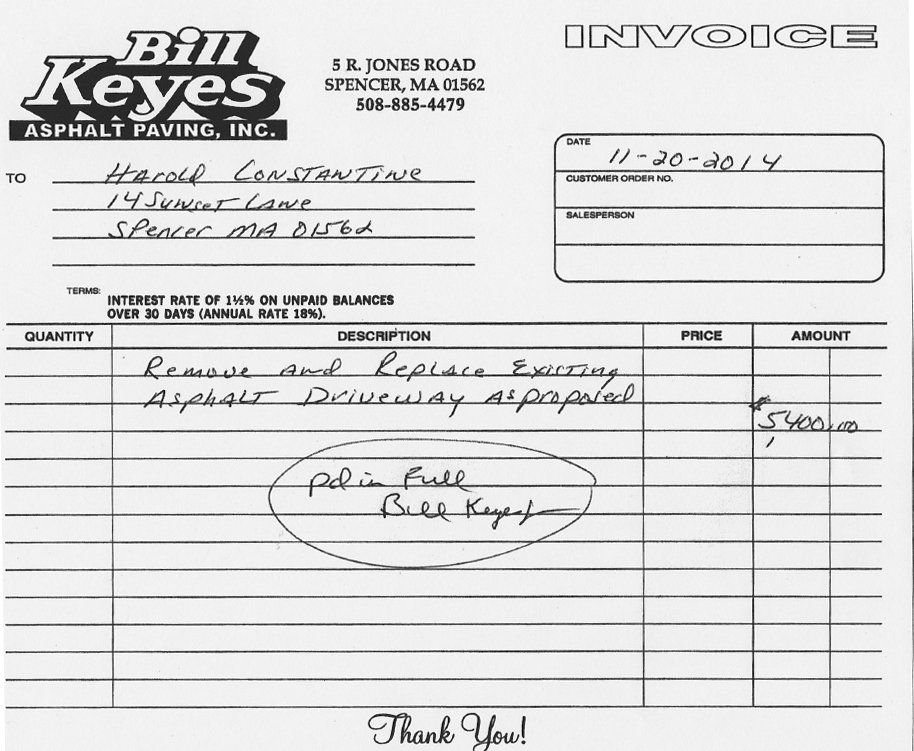 Bill
Keyes
ASPHALT PAVING, INC.
5 R. JONES ROAD
SPENCER, MA 01562
508-885-4479
INVOICE
DATE 11-20-2014
CUSTOMER ORDER NO.
SALESPERSON
TO Harold Constantine
14 Sunset Lane
Spencer MA 01562
TERMS: INTEREST RATE OF 1½% ON UNPAID BALANCES
OVER 30 DAYS (ANNUAL RATE 18%).
QUANTITY DESCRIPTION PRICE AMOUNT
Remove and Replace Existing
Asphalt Driveway As proposed
$5,400.00
pd in Full
Bill Keyes
Thank You!